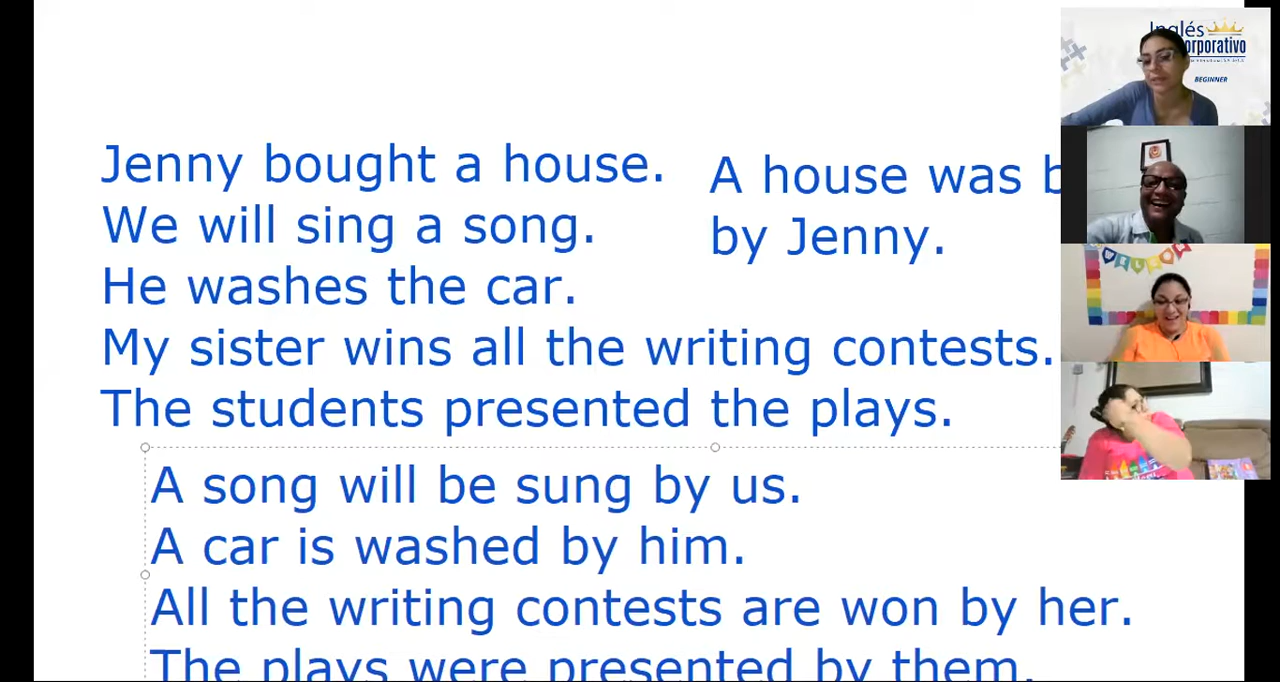 Jenny bought a house.
We will sing a song.
He washes the car.
My sister wins all the writing contests.
The students presented the plays.
A house was
by Jenny.
A song will be sung by us.
A car is washed by him.
All the writing contests are won by her.
The plays were presented by them.
Inglés
orporativo
BEGINNER